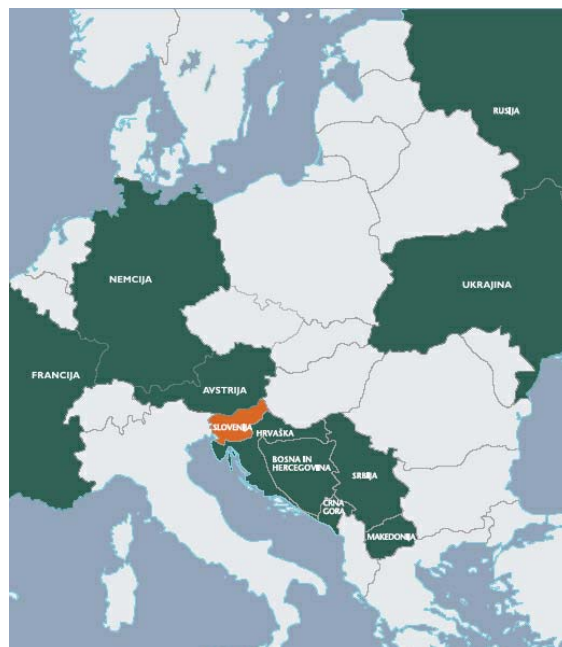 RUSIJA
NEMCIJA
UKRAJINA
FRANCIJA
AVSTRIJA
SLOVENIJA
HRVAŠKA
BOSNA IN
HERCEGOVINA
SRBIJA
ČRNA
GORA
MAKEDONIJA